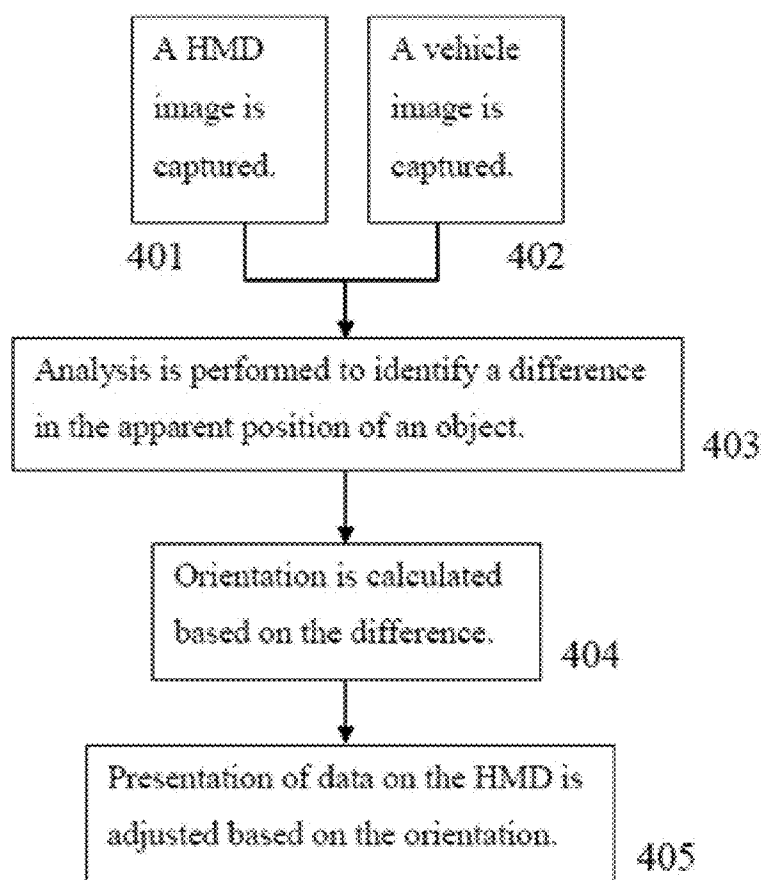 A HMD
image is
captured.
401
A vehicle
image is
captured.
402
Analysis is performed to identify a difference
in the apparent position of an object.
403
Orientation is calculated
based on the difference.
404
Presentation of data on the HMD is
adjusted based on the orientation.
405